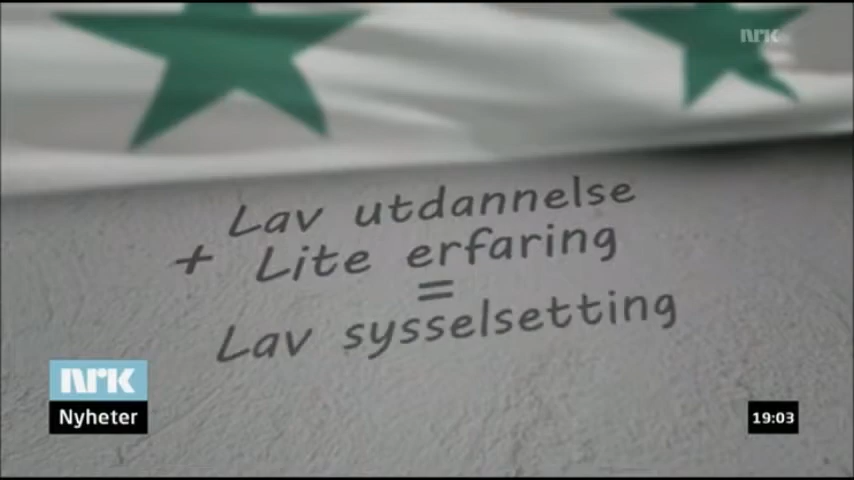 nrk
Lav utdannelse
+ Lite erfaring
=
Lav sysselsetting
nrk
Nyheter
19:03